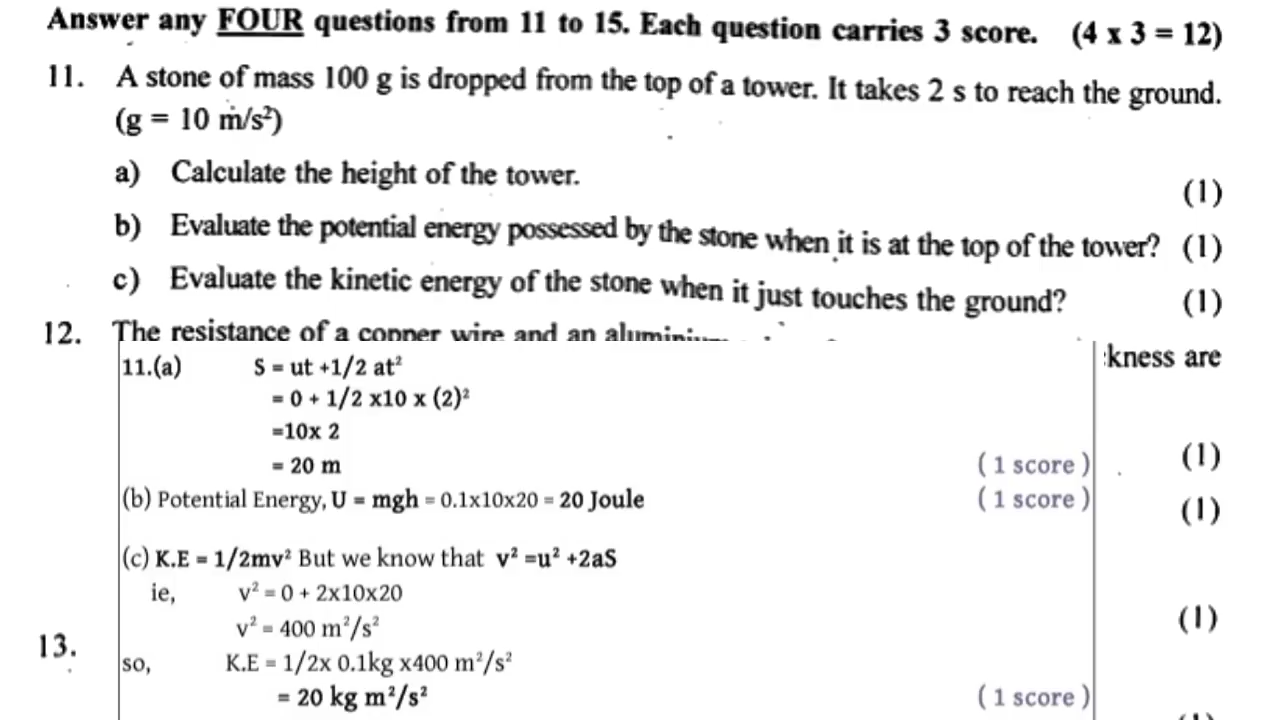 Answer any FOUR questions from 11 to 15. Each question carries 3 score. (4 x 3 = 12)
11. A stone of mass 100 g is dropped from the top of a tower. It takes 2 s to reach the ground.
(g = 10 m/s²)
a) Calculate the height of the tower. (1)
b) Evaluate the potential energy possessed by the stone when it is at the top of the tower? (1)
c) Evaluate the kinetic energy of the stone when it just touches the ground? (1)
12. The resistance of a copper wire and an
kness are
11.(a) S = ut +1/2 at²
= 0 + 1/2 x10 x (2)²
=10x 2
= 20 m ( 1 score ) (1)
(b) Potential Energy, U = mgh = 0.1x10x20 = 20 Joule ( 1 score ) (1)
(c) K.E = 1/2mv² But we know that v² =u² +2aS
ie, v² = 0 + 2x10x20
v² = 400 m²/s² (1)
13.
so, K.E = 1/2x 0.1kg x400 m²/s²
= 20 kg m²/s² ( 1 score )